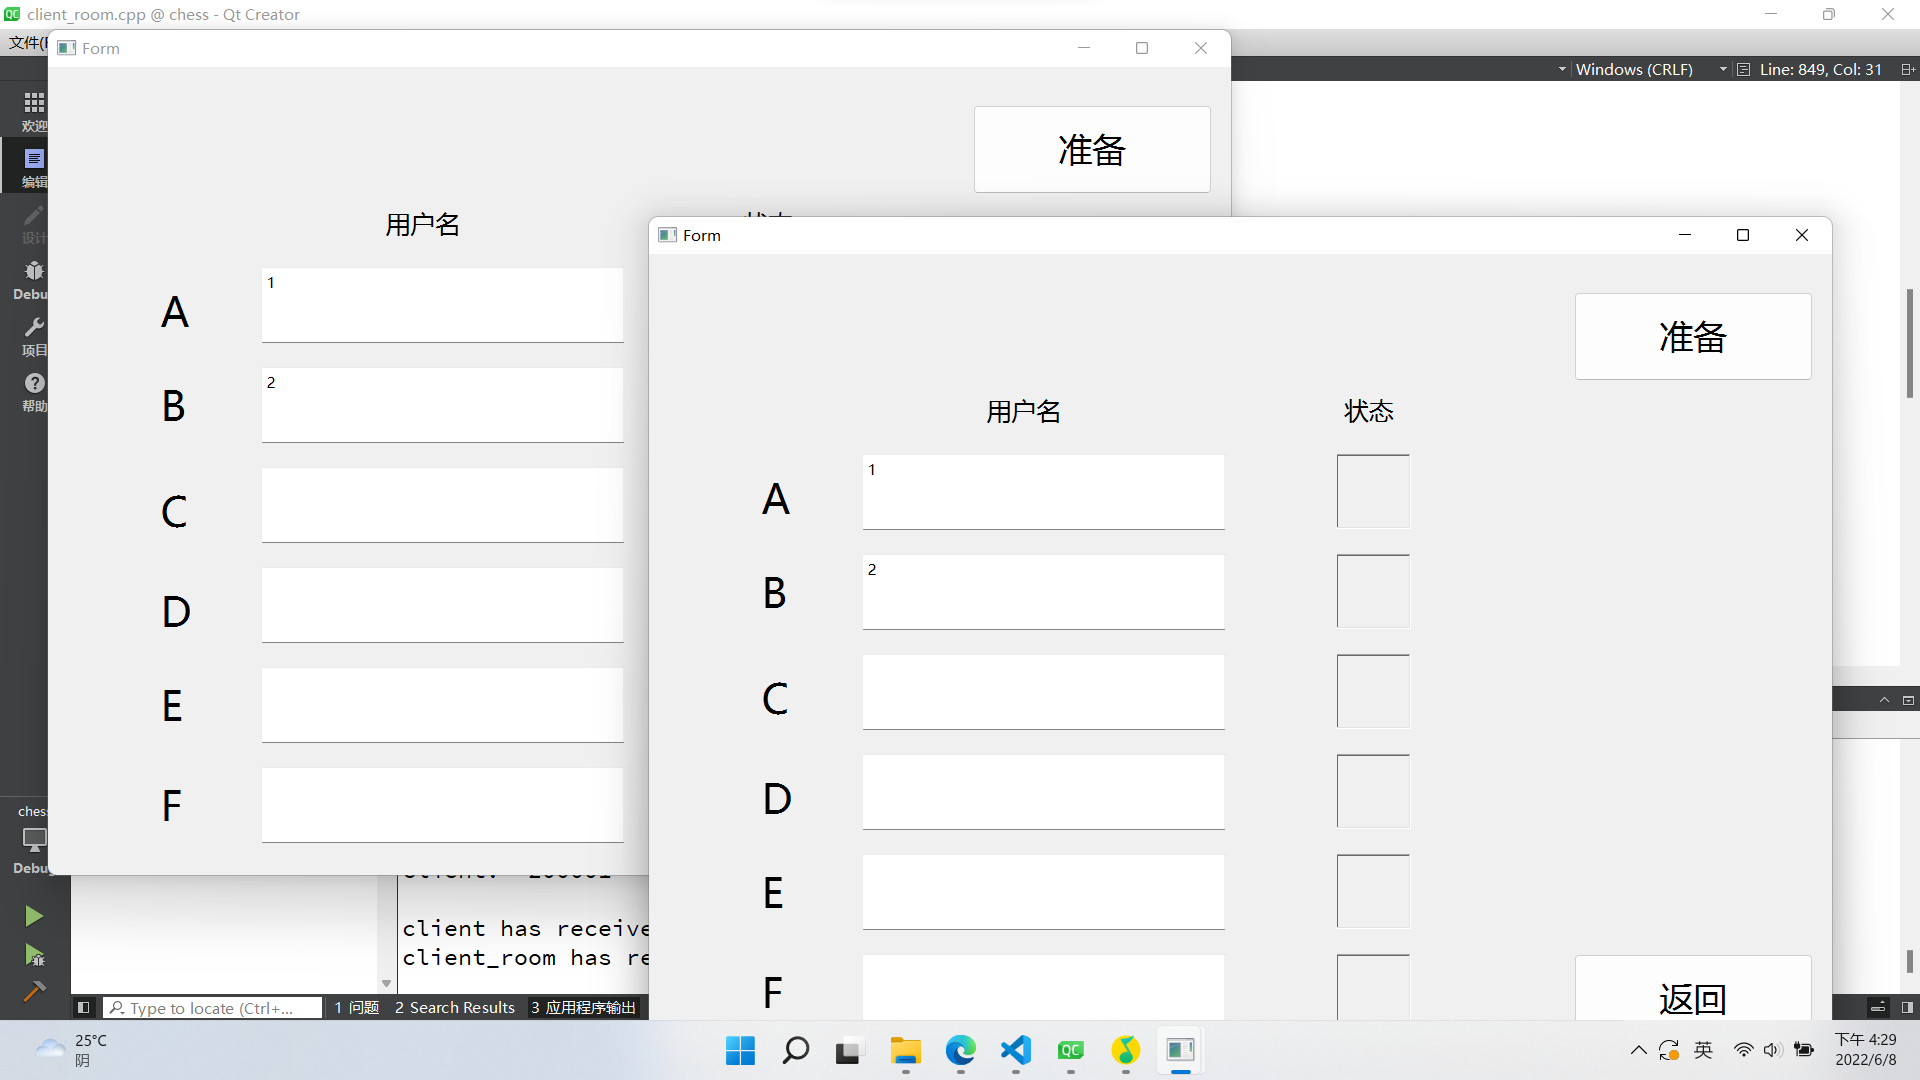 client_room.cpp @ chess - Qt Creator
文件(F
Form
Windows (CRLF)
Line: 849, Col: 31
欢迎
编辑
设计
Debu
项目
帮助
准备
用户名
状态
A
1
B
2
C
D
E
F
Form
准备
用户名
状态
A
1
B
2
C
D
E
F
返回
chess
Debug
client has receive
client_room has re
Type to locate (Ctrl+...
1 问题
2 Search Results
3 应用程序输出
25°C
阴
英
下午 4:29
2022/6/8